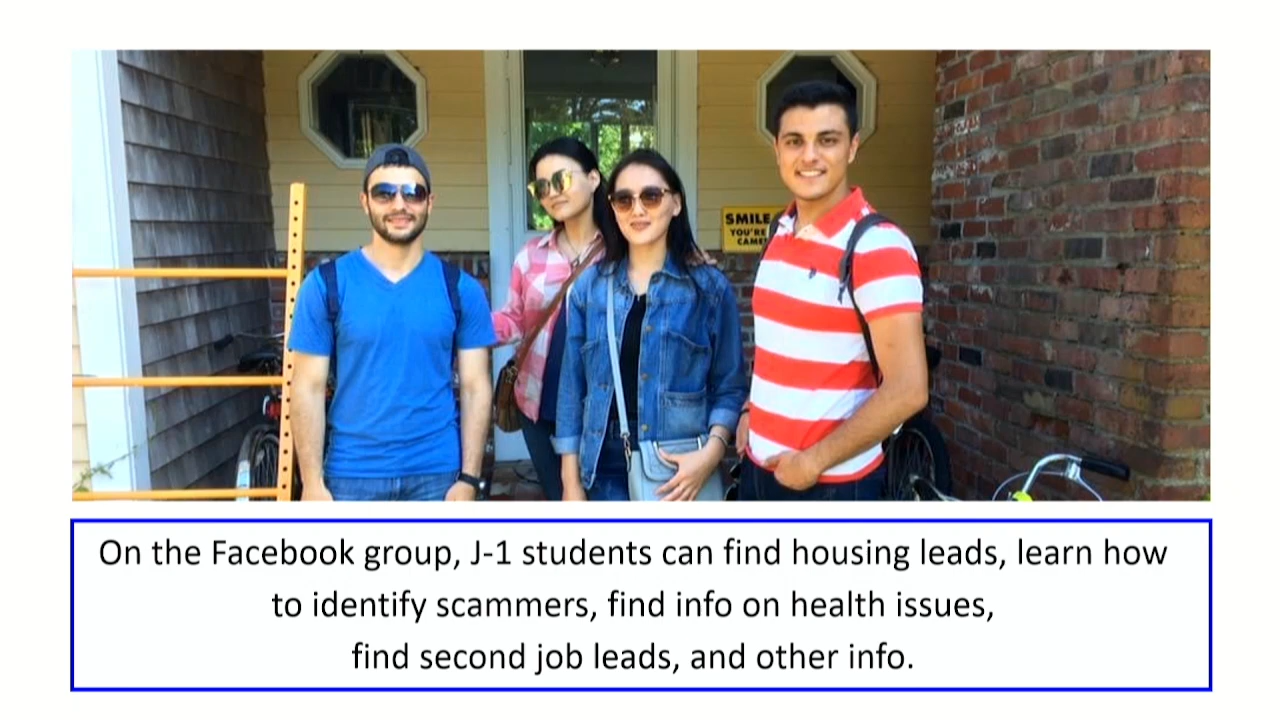 SMILE
YOU'RE
On the Facebook group, J-1 students can find housing leads, learn how
to identify scammers, find info on health issues,
find second job leads, and other info.